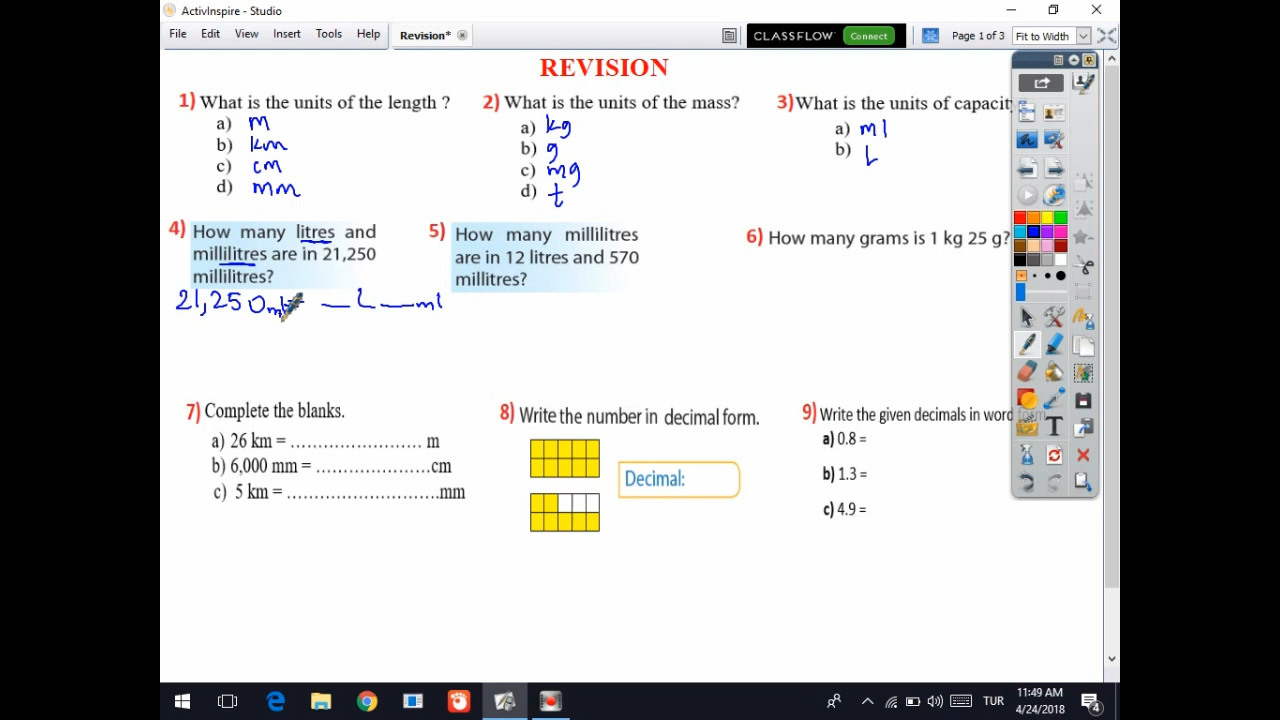 ActivInspire - Studio
File Edit View Insert Tools Help Revision* CLASSFLOW Connect Page 1 of 3 Fit to Width
REVISION
1) What is the units of the length ?
a) m
b) km
c) cm
d) mm
2) What is the units of the mass?
a) kg
b) g
c) mg
d) t
3) What is the units of capacity
a) ml
b) L
4) How many litres and
millilitres are in 21,250
millilitres?
21,250ml= __ L __ ml
5) How many millilitres
are in 12 litres and 570
millitres?
6) How many grams is 1 kg 25 g?
7) Complete the blanks.
a) 26 km = ........................ m
b) 6,000 mm = .....................cm
c) 5 km = ............................mm
8) Write the number in decimal form.
Decimal:
9) Write the given decimals in word form.
a) 0.8 =
b) 1.3 =
c) 4.9 =
TUR
11:49 AM
4/24/2018
4